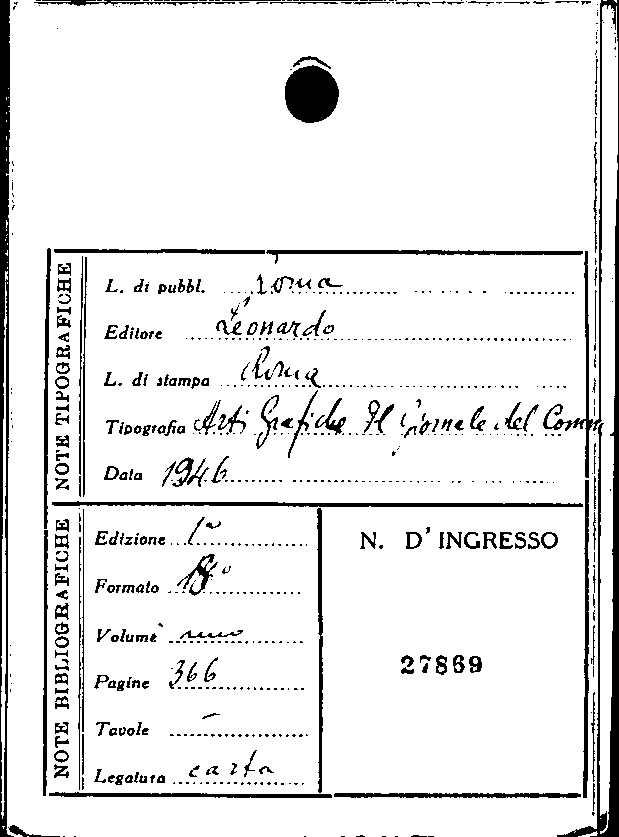 NOTE TIPOGRAFICHE
L. di pubbl. Roma
Editore Leonardo
L. di stampa Roma
Tipografia Arti Grafiche Il Giornale del Comm.
Data 1946
NOTE BIBLIOGRAFICHE
Edizione 1ª
Formato
Volume uno
Pagine 366
Tavole –
Legatura carta
N. D'INGRESSO
27869